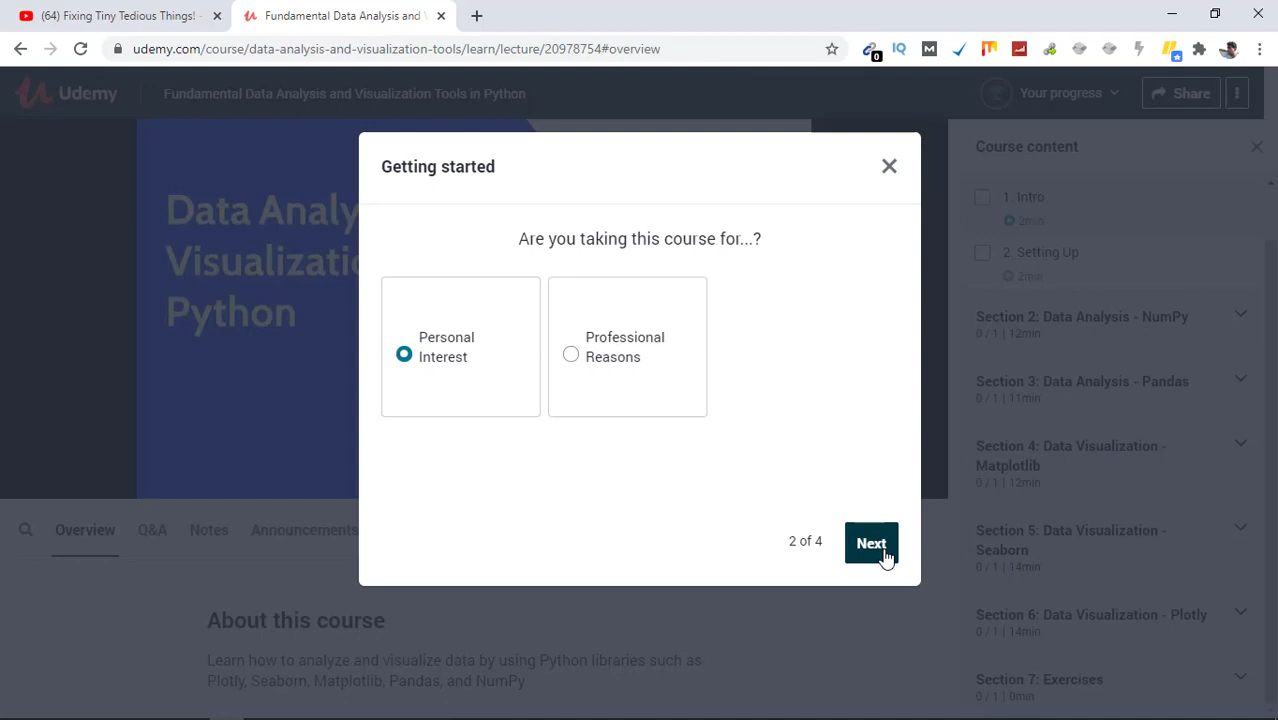 (64) Fixing Tiny Tedious Things! -
Fundamental Data Analysis and V
udemy.com/course/data-analysis-and-visualization-tools/learn/lecture/20978754#overview
0
IQ
M
Udemy
Fundamental Data Analysis and Visualization Tools in Python
Your progress
Share
Data Analy
Visualizatio
Python
Getting started
Are you taking this course for...?
Personal
Interest
Professional
Reasons
2 of 4
Next
Course content
1. Intro
2min
2. Setting Up
2min
Section 2: Data Analysis - NumPy
0 / 1 | 12min
Section 3: Data Analysis - Pandas
0 / 1 | 11min
Section 4: Data Visualization -
Matplotlib
0 / 1 | 12min
Section 5: Data Visualization -
Seaborn
0 / 1 | 14min
Section 6: Data Visualization - Plotly
0 / 1 | 14min
Section 7: Exercises
0 / 1 | 0min
Overview
Q&A
Notes
Announcements
About this course
Learn how to analyze and visualize data by using Python libraries such as
Plotly, Seaborn, Matplotlib, Pandas, and NumPy